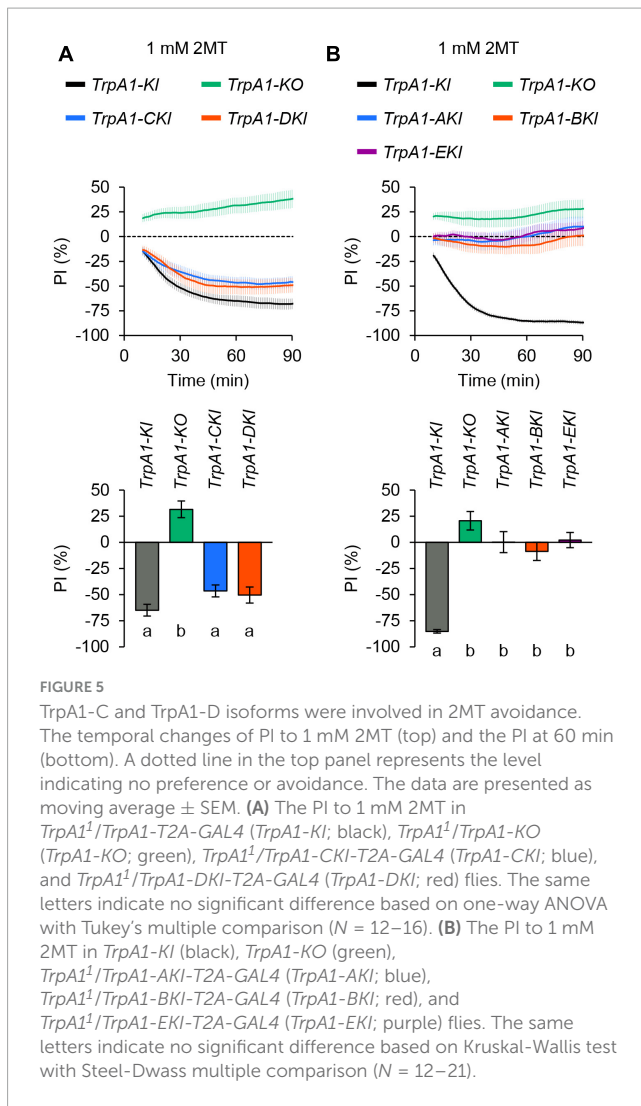 A 1 mM 2MT
TrpA1-KI TrpA1-KO
TrpA1-CKI TrpA1-DKI
PI (%)
50
25
0
-25
-50
-75
-100
0 30 60 90
Time (min)
TrpA1-KI
TrpA1-KO
TrpA1-CKI
TrpA1-DKI
PI (%)
50
25
0
-25
-50
-75
-100
a b a a
B 1 mM 2MT
TrpA1-KI TrpA1-KO
TrpA1-AKI TrpA1-BKI
TrpA1-EKI
PI (%)
50
25
0
-25
-50
-75
-100
0 30 60 90
Time (min)
TrpA1-KI
TrpA1-KO
TrpA1-AKI
TrpA1-BKI
TrpA1-EKI
PI (%)
50
25
0
-25
-50
-75
-100
a b b b b
FIGURE 5
TrpA1-C and TrpA1-D isoforms were involved in 2MT avoidance.
The temporal changes of PI to 1 mM 2MT (top) and the PI at 60 min
(bottom). A dotted line in the top panel represents the level
indicating no preference or avoidance. The data are presented as
moving average ± SEM. (A) The PI to 1 mM 2MT in
TrpA1¹/TrpA1-T2A-GAL4 (TrpA1-KI; black), TrpA1¹/TrpA1-KO
(TrpA1-KO; green), TrpA1¹/TrpA1-CKI-T2A-GAL4 (TrpA1-CKI; blue),
and TrpA1¹/TrpA1-DKI-T2A-GAL4 (TrpA1-DKI; red) flies. The same
letters indicate no significant difference based on one-way ANOVA
with Tukey's multiple comparison (N = 12–16). (B) The PI to 1 mM
2MT in TrpA1-KI (black), TrpA1-KO (green),
TrpA1¹/TrpA1-AKI-T2A-GAL4 (TrpA1-AKI; blue),
TrpA1¹/TrpA1-BKI-T2A-GAL4 (TrpA1-BKI; red), and
TrpA1¹/TrpA1-EKI-T2A-GAL4 (TrpA1-EKI; purple) flies. The same
letters indicate no significant difference based on Kruskal-Wallis test
with Steel-Dwass multiple comparison (N = 12–21).